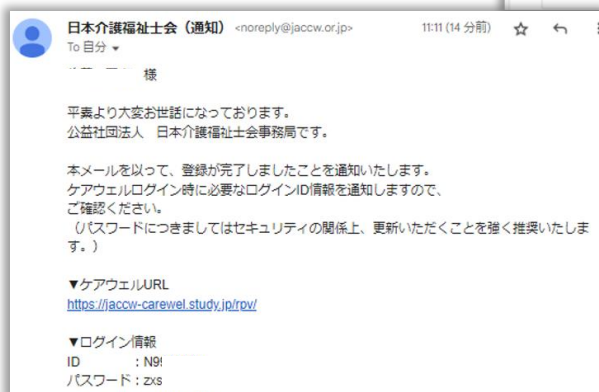 日本介護福祉士会（通知） <noreply@jaccw.or.jp>
11:11 (14 分前)
To 自分
様
平素より大変お世話になっております。
公益社団法人　日本介護福祉士会事務局です。
本メールを以って、登録が完了しましたことを通知いたします。
ケアウェルログイン時に必要なログインID情報を通知しますので、
ご確認ください。
（パスワードにつきましてはセキュリティの関係上、更新いただくことを強く推奨いたしま
す。）
▼ケアウェルURL
https://jaccw-carewel.study.jp/rpv/
▼ログイン情報
ID　　　：N99
パスワード：zxs